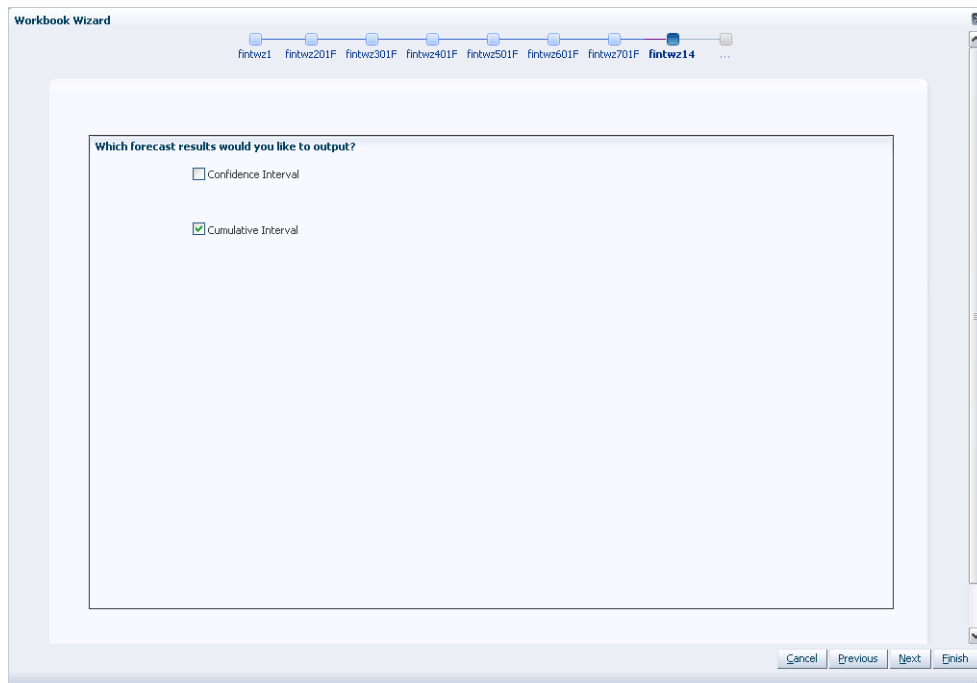 Workbook Wizard
fintwz1 fintwz201F fintwz301F fintwz401F fintwz501F fintwz601F fintwz701F fintwz14 ...
Which forecast results would you like to output?
Confidence Interval
Cumulative Interval
Cancel Previous Next Finish